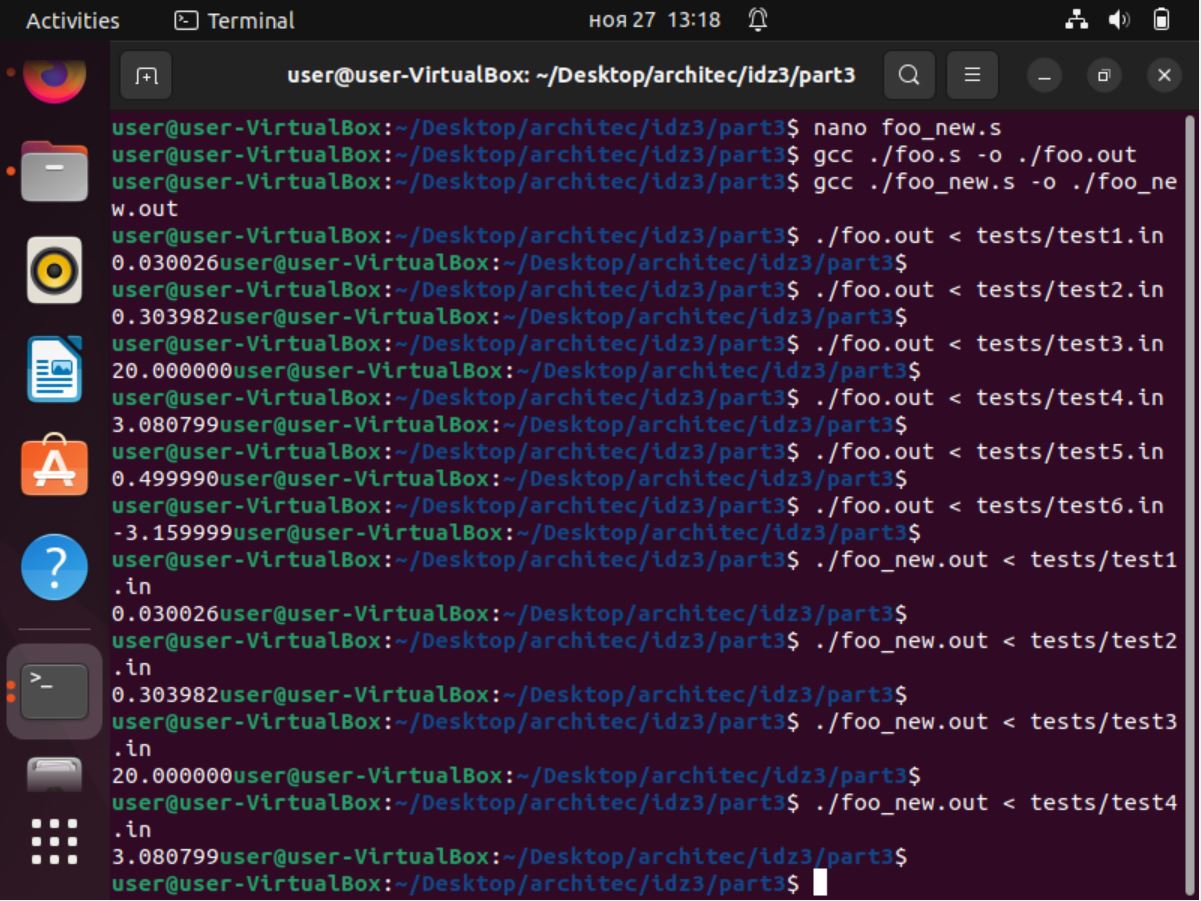 Activities Terminal ноя 27 13:18
user@user-VirtualBox: ~/Desktop/architec/idz3/part3
user@user-VirtualBox:~/Desktop/architec/idz3/part3$ nano foo_new.s
user@user-VirtualBox:~/Desktop/architec/idz3/part3$ gcc ./foo.s -o ./foo.out
user@user-VirtualBox:~/Desktop/architec/idz3/part3$ gcc ./foo_new.s -o ./foo_ne
w.out
user@user-VirtualBox:~/Desktop/architec/idz3/part3$ ./foo.out < tests/test1.in
0.030026user@user-VirtualBox:~/Desktop/architec/idz3/part3$
user@user-VirtualBox:~/Desktop/architec/idz3/part3$ ./foo.out < tests/test2.in
0.303982user@user-VirtualBox:~/Desktop/architec/idz3/part3$
user@user-VirtualBox:~/Desktop/architec/idz3/part3$ ./foo.out < tests/test3.in
20.000000user@user-VirtualBox:~/Desktop/architec/idz3/part3$
user@user-VirtualBox:~/Desktop/architec/idz3/part3$ ./foo.out < tests/test4.in
3.080799user@user-VirtualBox:~/Desktop/architec/idz3/part3$
user@user-VirtualBox:~/Desktop/architec/idz3/part3$ ./foo.out < tests/test5.in
0.499990user@user-VirtualBox:~/Desktop/architec/idz3/part3$
user@user-VirtualBox:~/Desktop/architec/idz3/part3$ ./foo.out < tests/test6.in
-3.159999user@user-VirtualBox:~/Desktop/architec/idz3/part3$
user@user-VirtualBox:~/Desktop/architec/idz3/part3$ ./foo_new.out < tests/test1
.in
0.030026user@user-VirtualBox:~/Desktop/architec/idz3/part3$
user@user-VirtualBox:~/Desktop/architec/idz3/part3$ ./foo_new.out < tests/test2
.in
0.303982user@user-VirtualBox:~/Desktop/architec/idz3/part3$
user@user-VirtualBox:~/Desktop/architec/idz3/part3$ ./foo_new.out < tests/test3
.in
20.000000user@user-VirtualBox:~/Desktop/architec/idz3/part3$
user@user-VirtualBox:~/Desktop/architec/idz3/part3$ ./foo_new.out < tests/test4
.in
3.080799user@user-VirtualBox:~/Desktop/architec/idz3/part3$
user@user-VirtualBox:~/Desktop/architec/idz3/part3$